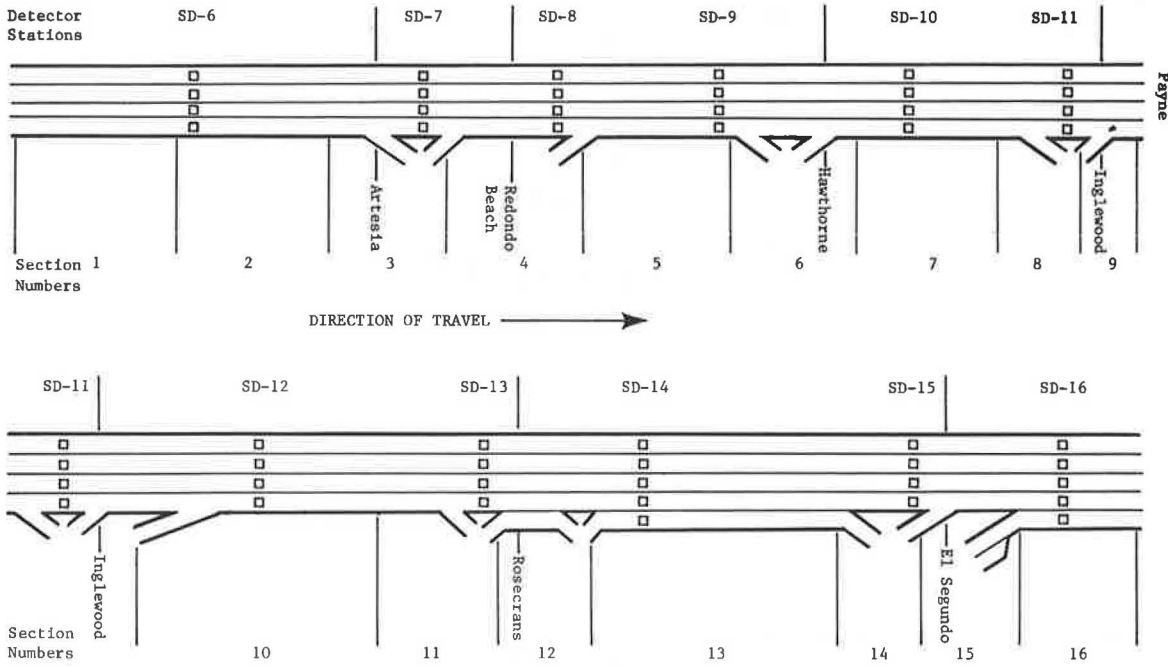 Detector Stations SD-6 SD-7 SD-8 SD-9 SD-10 SD-11
Payne
Artesia
Redondo Beach
Hawthorne
Inglewood
Section Numbers 1 2 3 4 5 6 7 8 9
DIRECTION OF TRAVEL
SD-11 SD-12 SD-13 SD-14 SD-15 SD-16
Inglewood
Rosecrans
El Segundo
Section Numbers 10 11 12 13 14 15 16